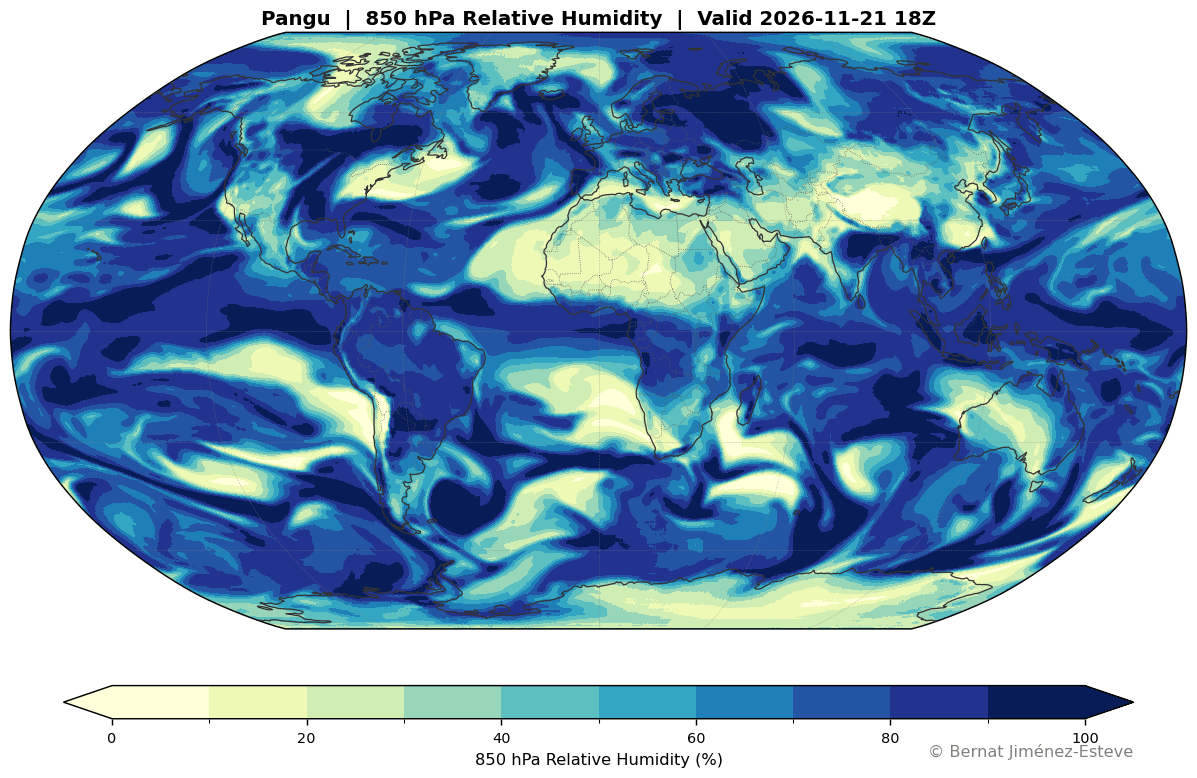 Pangu | 850 hPa Relative Humidity | Valid 2026-11-21 18Z
0 20 40 60 80 100
850 hPa Relative Humidity (%)
© Bernat Jiménez-Esteve